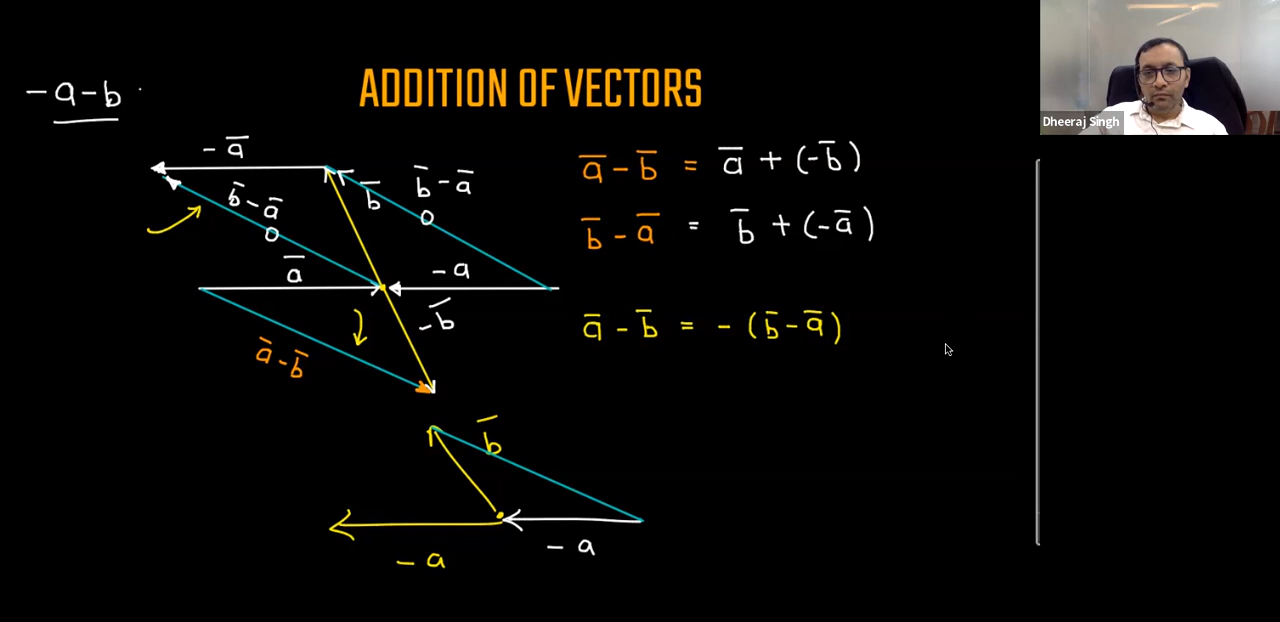 ADDITION OF VECTORS
-a-b
Dheeraj Singh
-a̅
b̅-a̅
b̅
b̅-a̅
a̅
-a
-b̅
a̅-b̅
a̅-b̅ = a̅+(-b̅)
b̅-a̅ = b̅+(-a̅)
a̅-b̅ = -(b̅-a̅)
b̅
-a
-a